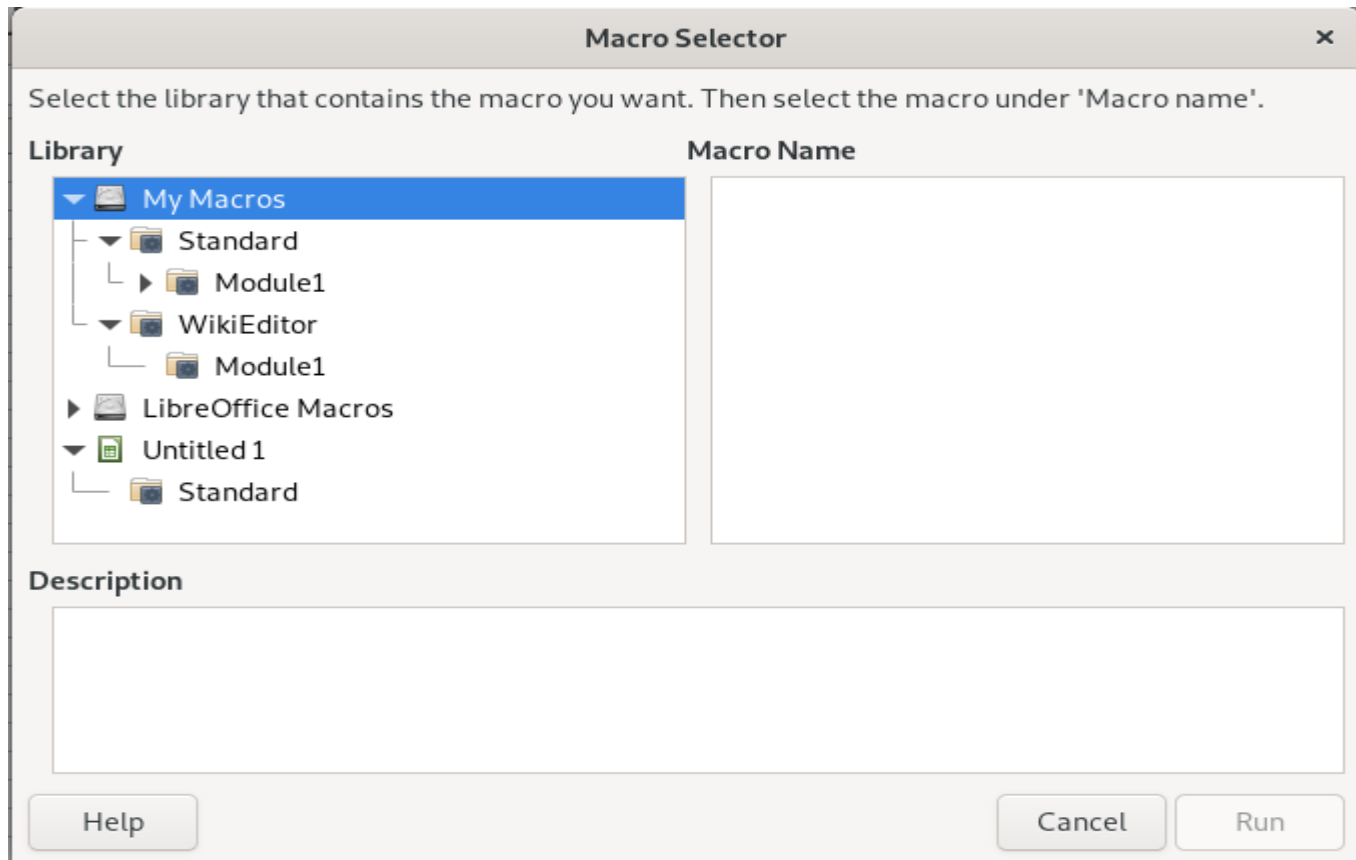 Macro Selector
Select the library that contains the macro you want. Then select the macro under 'Macro name'.
Library
Macro Name
My Macros
Standard
Module1
WikiEditor
Module1
LibreOffice Macros
Untitled 1
Standard
Description
Help
Cancel
Run